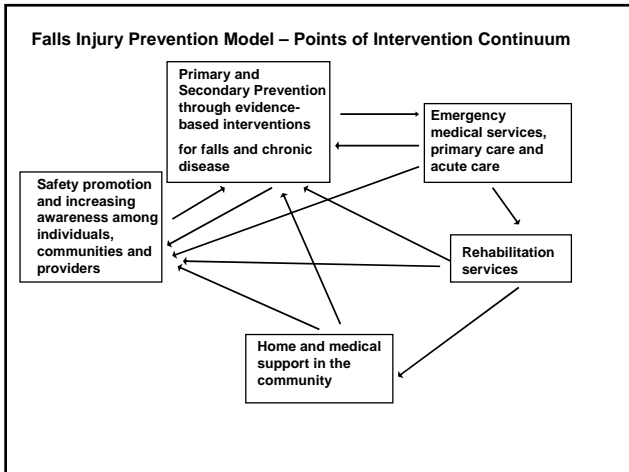 Falls Injury Prevention Model – Points of Intervention Continuum
Primary and
Secondary Prevention
through evidence-
based interventions
for falls and chronic
disease
Emergency
medical services,
primary care and
acute care
Safety promotion
and increasing
awareness among
individuals,
communities and
providers
Rehabilitation
services
Home and medical
support in the
community